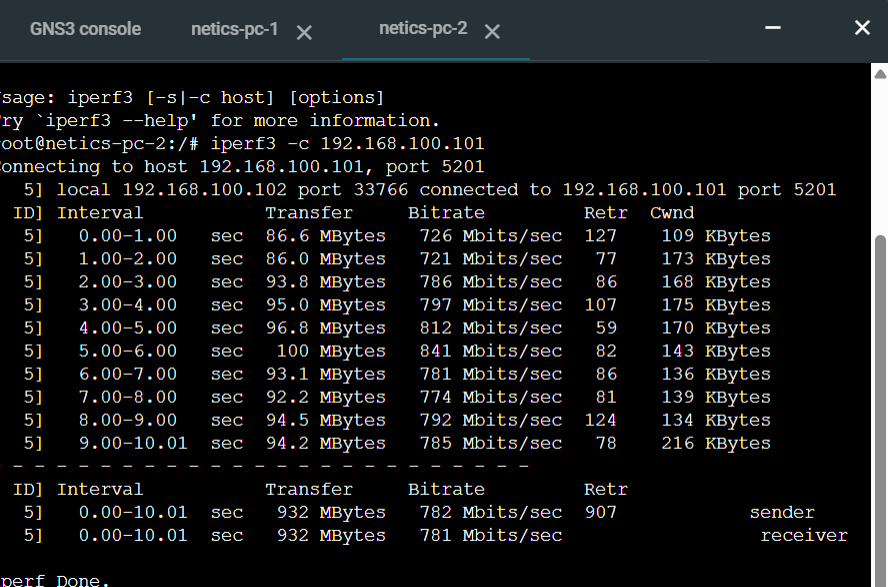 GNS3 console netics-pc-1 netics-pc-2
sage: iperf3 [-s|-c host] [options]
ry `iperf3 --help' for more information.
oot@netics-pc-2:/# iperf3 -c 192.168.100.101
onnecting to host 192.168.100.101, port 5201
5] local 192.168.100.102 port 33766 connected to 192.168.100.101 port 5201
ID] Interval Transfer Bitrate Retr Cwnd
5] 0.00-1.00 sec 86.6 MBytes 726 Mbits/sec 127 109 KBytes
5] 1.00-2.00 sec 86.0 MBytes 721 Mbits/sec 77 173 KBytes
5] 2.00-3.00 sec 93.8 MBytes 786 Mbits/sec 86 168 KBytes
5] 3.00-4.00 sec 95.0 MBytes 797 Mbits/sec 107 175 KBytes
5] 4.00-5.00 sec 96.8 MBytes 812 Mbits/sec 59 170 KBytes
5] 5.00-6.00 sec 100 MBytes 841 Mbits/sec 82 143 KBytes
5] 6.00-7.00 sec 93.1 MBytes 781 Mbits/sec 86 136 KBytes
5] 7.00-8.00 sec 92.2 MBytes 774 Mbits/sec 81 139 KBytes
5] 8.00-9.00 sec 94.5 MBytes 792 Mbits/sec 124 134 KBytes
5] 9.00-10.01 sec 94.2 MBytes 785 Mbits/sec 78 216 KBytes
- - - - - - - - - - - - - - - - - - - - - - - - -
ID] Interval Transfer Bitrate Retr
5] 0.00-10.01 sec 932 MBytes 782 Mbits/sec 907 sender
5] 0.00-10.01 sec 932 MBytes 781 Mbits/sec receiver
perf Done.